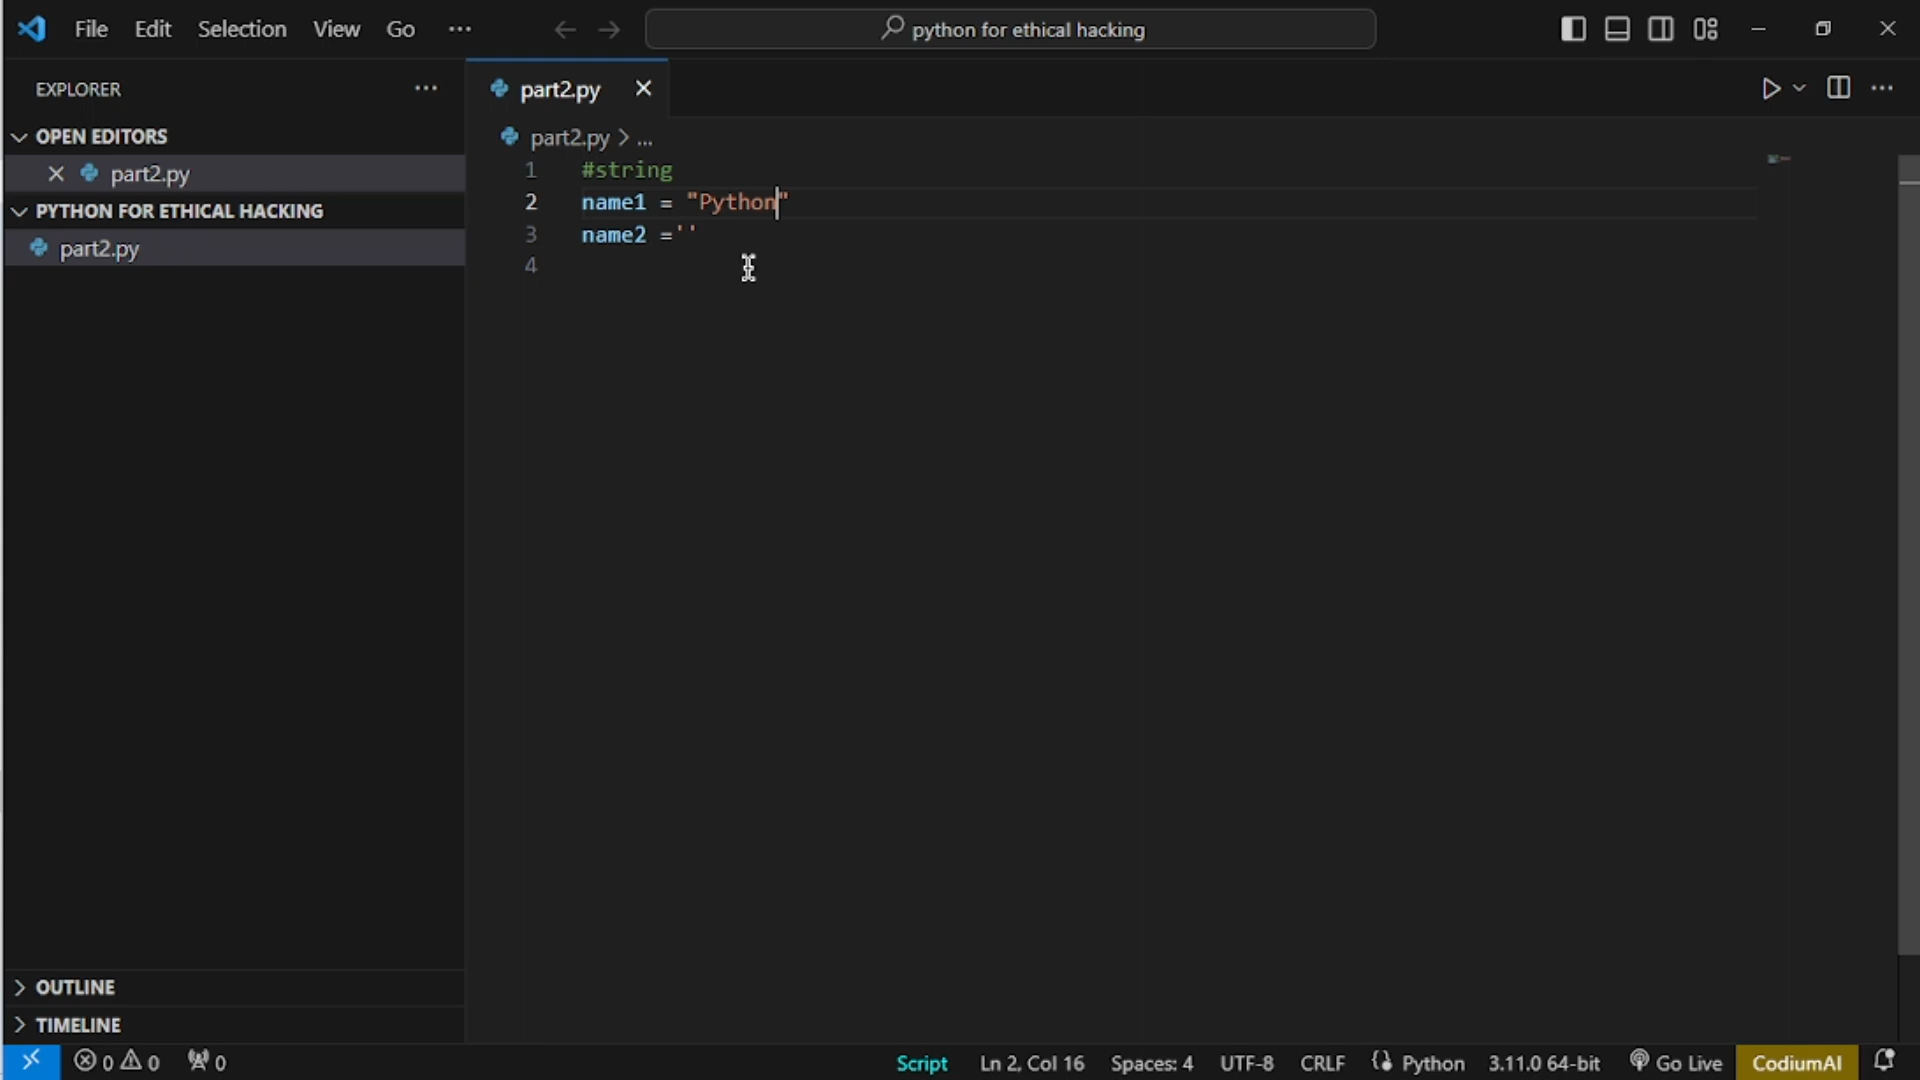 File Edit Selection View Go ··· python for ethical hacking
EXPLORER ···
part2.py
OPEN EDITORS
part2.py
PYTHON FOR ETHICAL HACKING
part2.py
part2.py > ...
1 #string
2 name1 = "Python"
3 name2 =''
4
OUTLINE
TIMELINE
0 0 0 Script Ln 2, Col 16 Spaces: 4 UTF-8 CRLF Python 3.11.0 64-bit Go Live CodiumAI